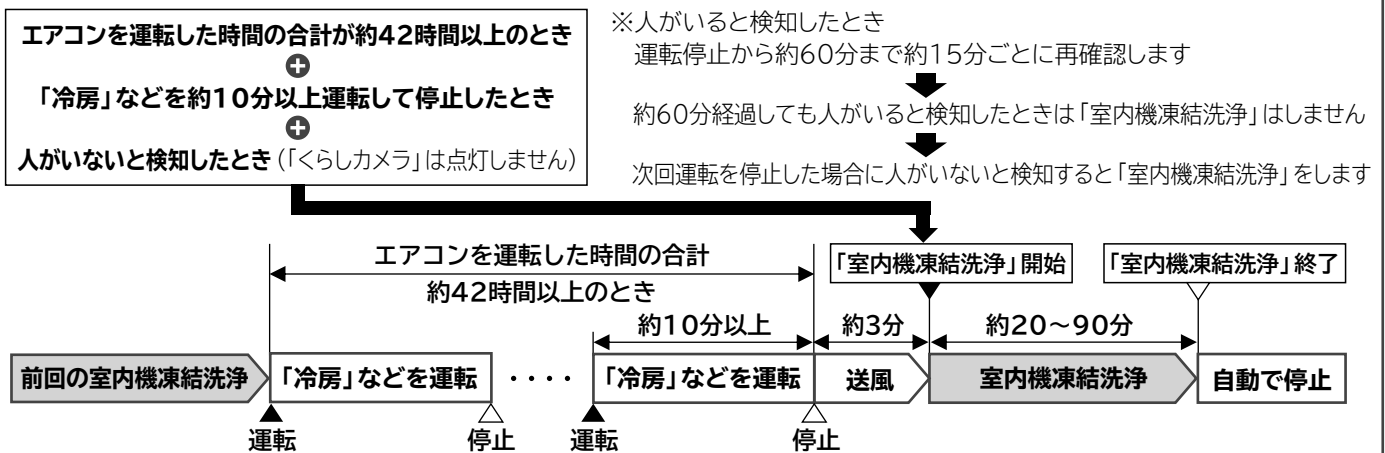 エアコンを運転した時間の合計が約42時間以上のとき
+
「冷房」などを約10分以上運転して停止したとき
+
人がいないと検知したとき(「くらしカメラ」は点灯しません)
※人がいると検知したとき
運転停止から約60分まで約15分ごとに再確認します
約60分経過しても人がいると検知したときは「室内機凍結洗浄」はしません
次回運転を停止した場合に人がいないと検知すると「室内機凍結洗浄」をします
エアコンを運転した時間の合計
約42時間以上のとき
「室内機凍結洗浄」開始
「室内機凍結洗浄」終了
約10分以上
約3分
約20～90分
前回の室内機凍結洗浄
「冷房」などを運転
・・・・
「冷房」などを運転
送風
室内機凍結洗浄
自動で停止
運転
停止
運転
停止